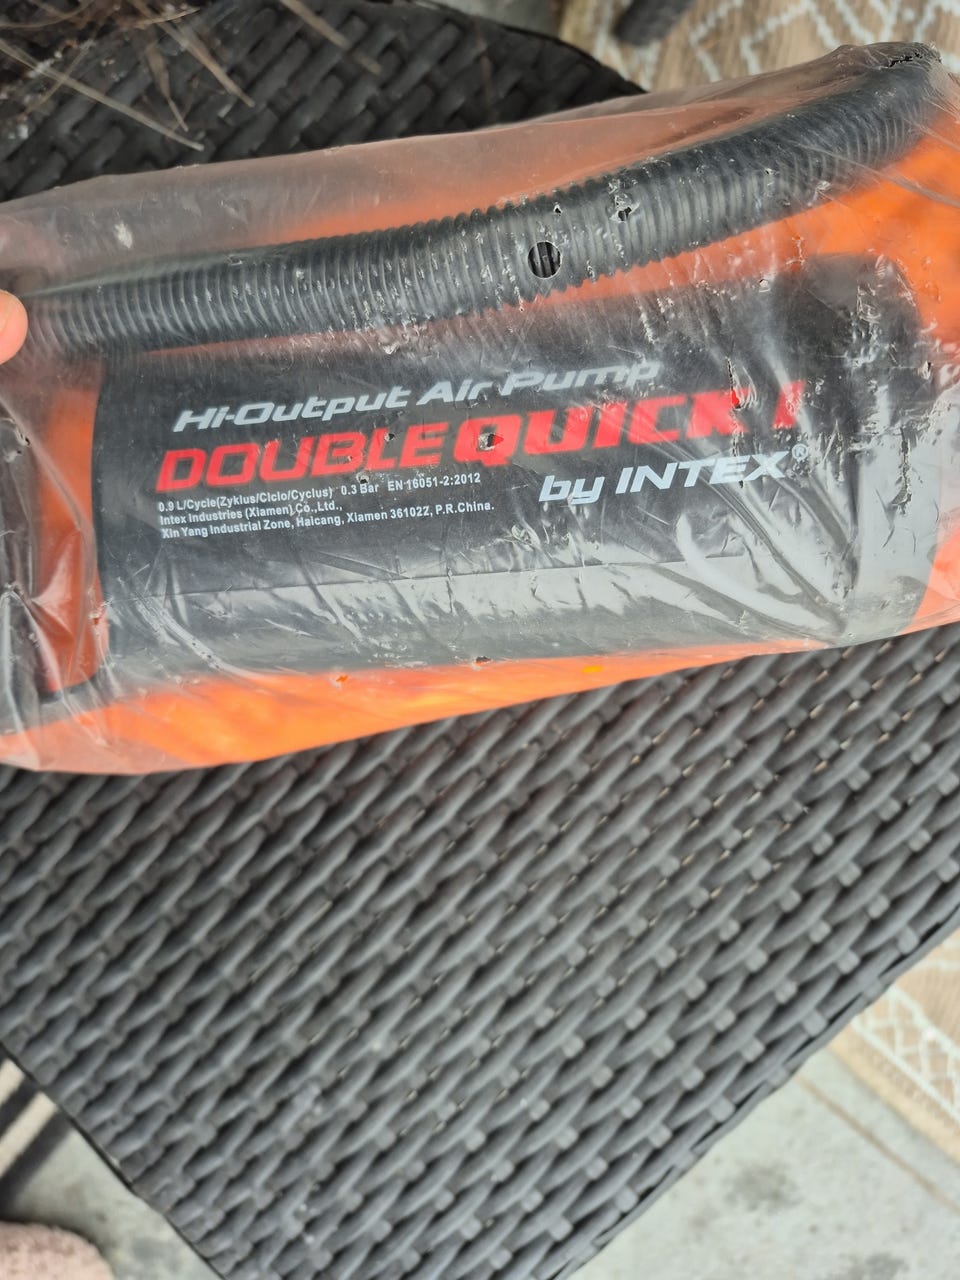 Hi-Output Air Pump
DOUBLE QUICK I
by INTEX®
0.9 L/Cycle(Zyklus/Ciclo/Cyclus) 0.3 Bar EN 16051-2:2012
Intex Industries (Xiamen) Co.,Ltd.,
Xin Yang Industrial Zone, Haicang, Xiamen 361022, P.R.China.